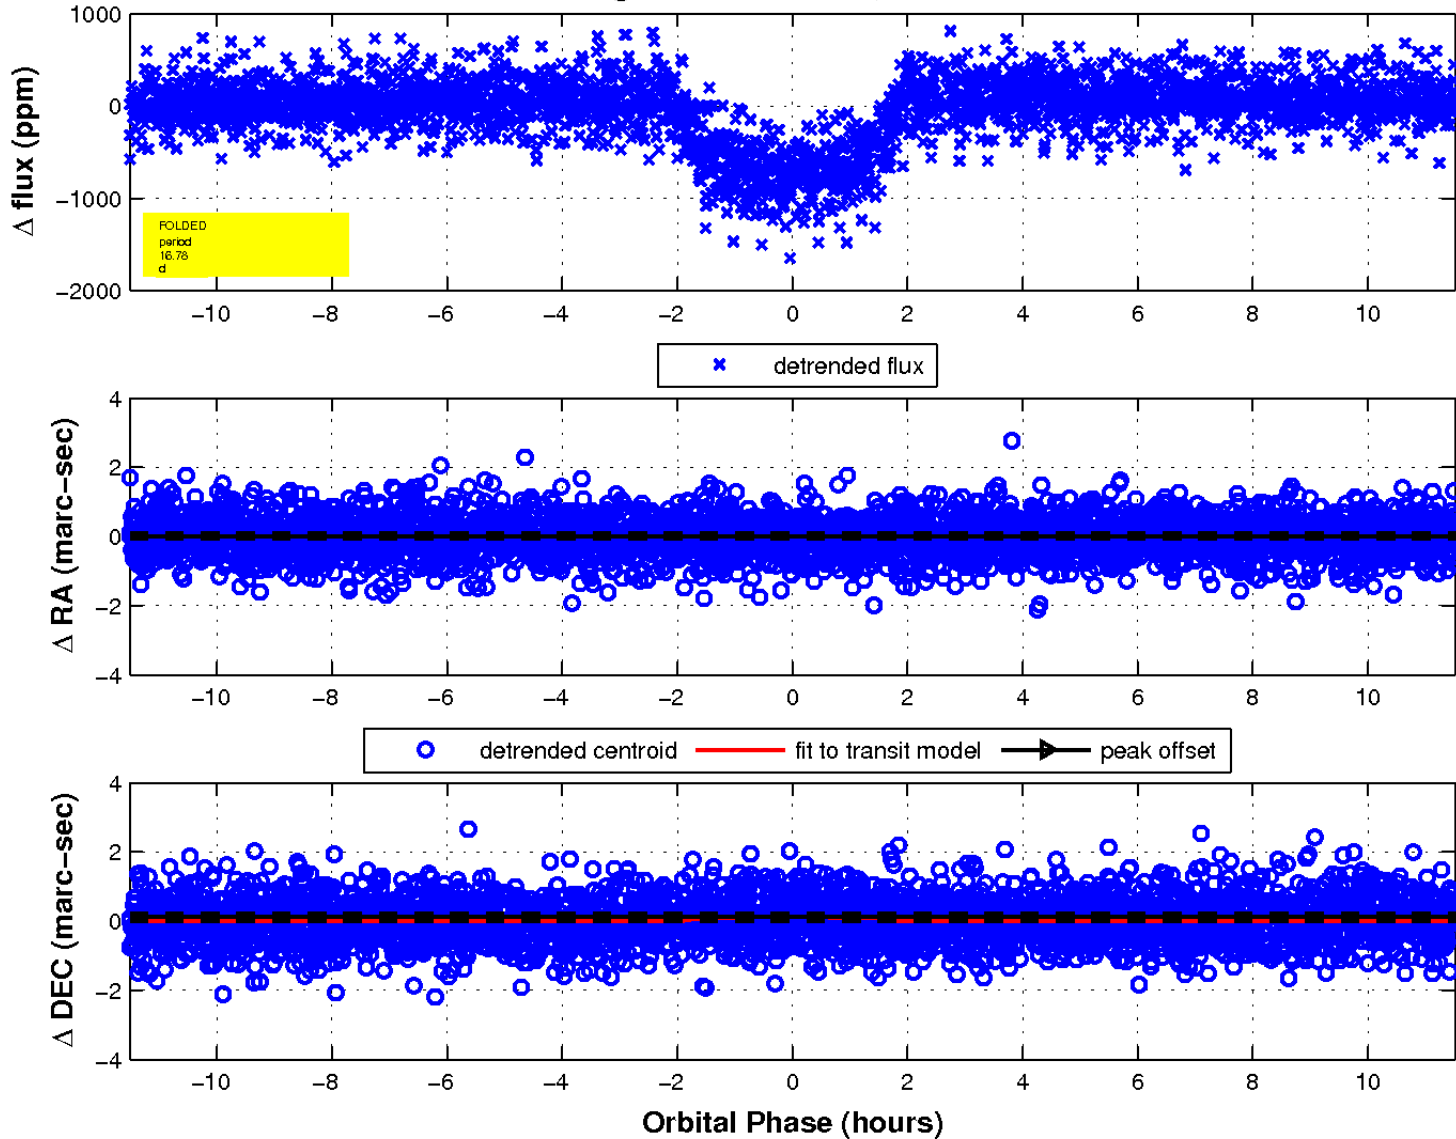 1000
0
−1000
−2000
Δ flux (ppm)
FOLDED
period
16.78
d
−10 −8 −6 −4 −2 0 2 4 6 8 10
detrended flux
4
2
0
−2
−4
Δ RA (marc−sec)
−10 −8 −6 −4 −2 0 2 4 6 8 10
detrended centroid fit to transit model peak offset
4
2
0
−2
−4
Δ DEC (marc−sec)
−10 −8 −6 −4 −2 0 2 4 6 8 10
Orbital Phase (hours)